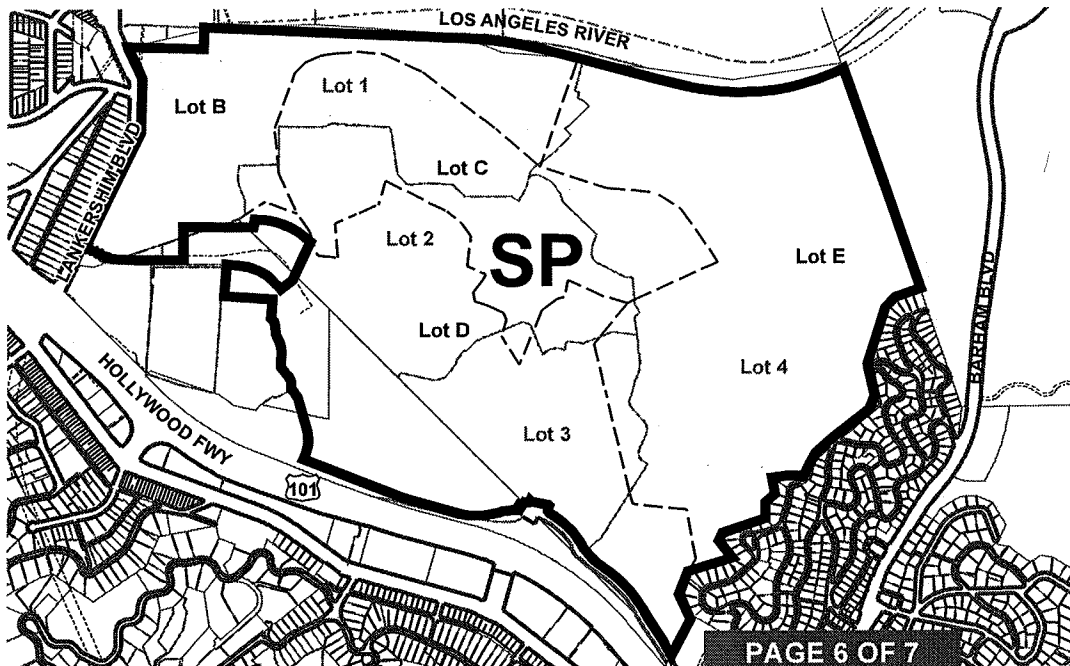 LOS ANGELES RIVER
Lot 1
Lot B
LANKERSHIM BLVD
Lot C
Lot 2
SP
Lot E
BARHAM BLVD
Lot D
Lot 4
HOLLYWOOD FWY
Lot 3
101
PAGE 6 OF 7